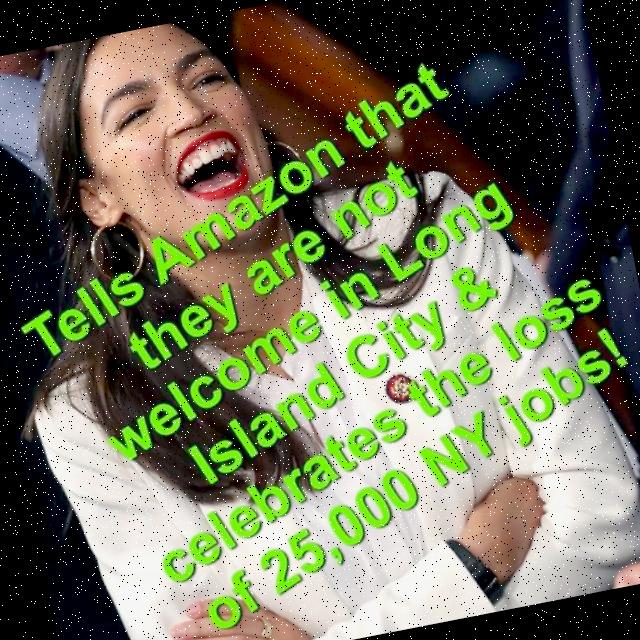 Tells Amazon that
they are not
welcome in Long
Island City &
celebrates the loss
of 25,000 NY jobs!